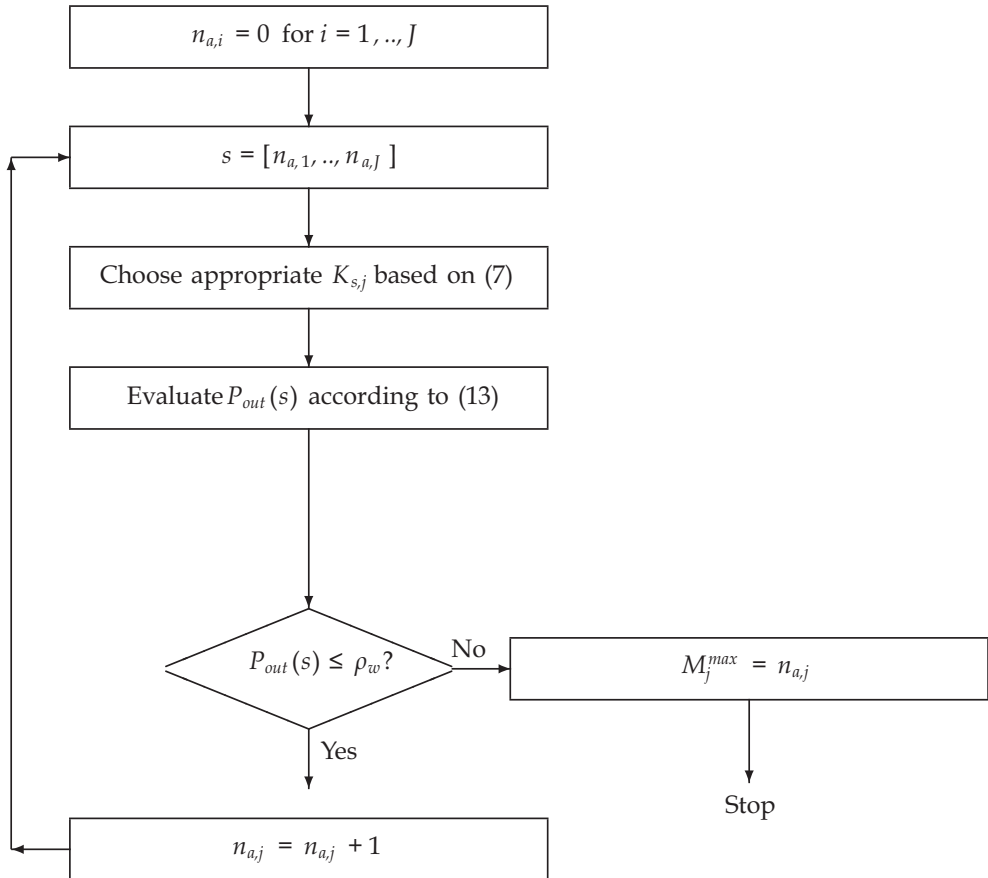 n_{a,i} = 0 for i = 1, .., J
s = [n_{a,1}, .., n_{a,J} ]
Choose appropriate K_{s,j} based on (7)
Evaluate P_{out}(s) according to (13)
P_{out}(s) ≤ ρ_w?
No
M_j^{max} = n_{a,j}
Yes
Stop
n_{a,j} = n_{a,j} + 1